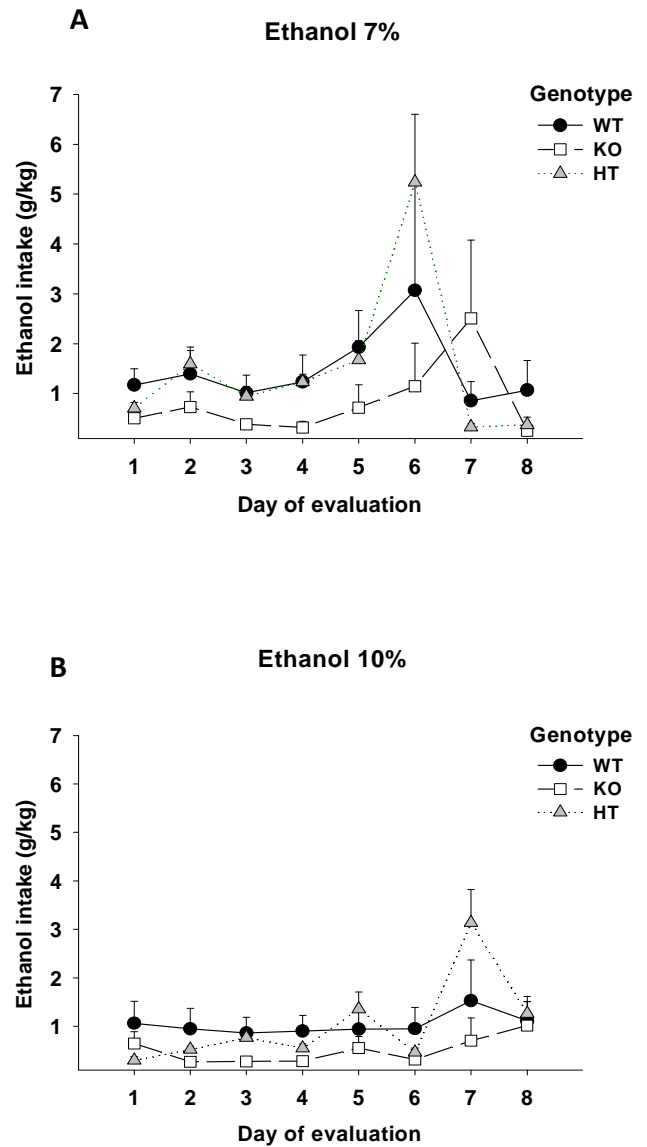 A
Ethanol 7%
Genotype
WT
KO
HT
Ethanol intake (g/kg)
7
6
5
4
3
2
1
1 2 3 4 5 6 7 8
Day of evaluation
B
Ethanol 10%
Genotype
WT
KO
HT
Ethanol intake (g/kg)
7
6
5
4
3
2
1
1 2 3 4 5 6 7 8
Day of evaluation